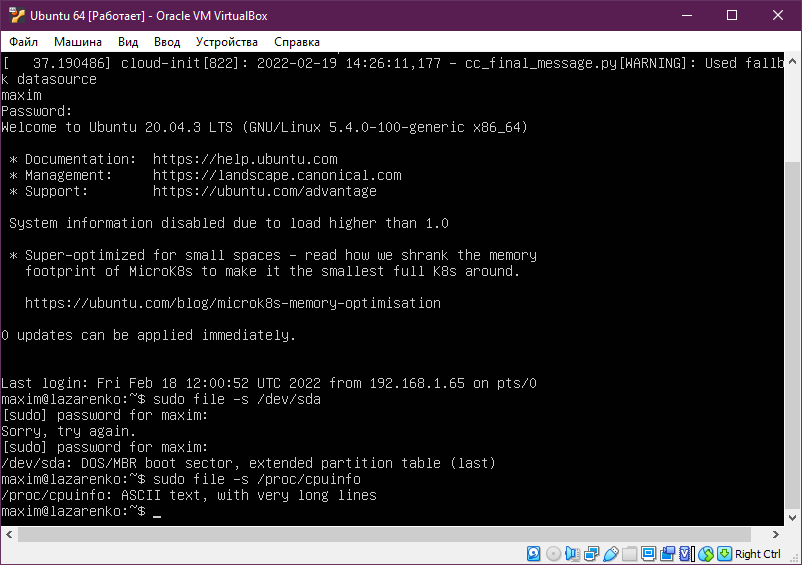 Ubuntu 64 [Работает] - Oracle VM VirtualBox
Файл Машина Вид Ввод Устройства Справка
[   37.190486] cloud-init[822]: 2022-02-19 14:26:11,177 - cc_final_message.py[WARNING]: Used fallb
k datasource
maxim
Password:
Welcome to Ubuntu 20.04.3 LTS (GNU/Linux 5.4.0-100-generic x86_64)
* Documentation:  https://help.ubuntu.com
* Management:     https://landscape.canonical.com
* Support:        https://ubuntu.com/advantage
System information disabled due to load higher than 1.0
* Super-optimized for small spaces - read how we shrank the memory
footprint of MicroK8s to make it the smallest full K8s around.
https://ubuntu.com/blog/microk8s-memory-optimisation
0 updates can be applied immediately.
Last login: Fri Feb 18 12:00:52 UTC 2022 from 192.168.1.65 on pts/0
maxim@lazarenko:~$ sudo file -s /dev/sda
[sudo] password for maxim:
Sorry, try again.
[sudo] password for maxim:
/dev/sda: DOS/MBR boot sector, extended partition table (last)
maxim@lazarenko:~$ sudo file -s /proc/cpuinfo
/proc/cpuinfo: ASCII text, with very long lines
maxim@lazarenko:~$ _
Right Ctrl